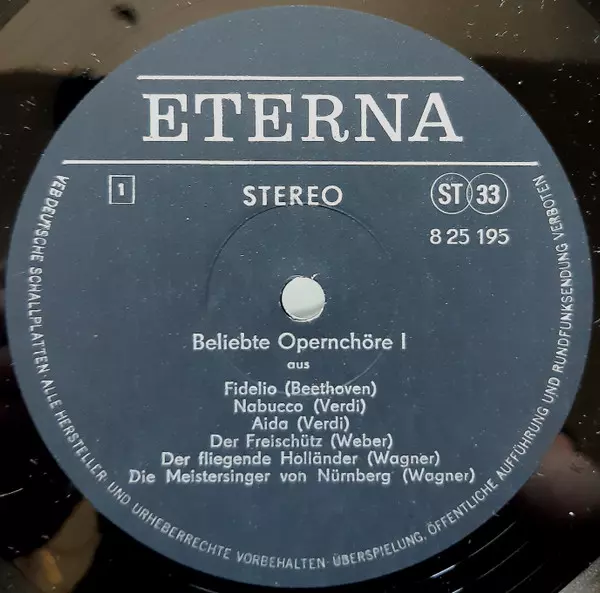 ETERNA
1
STEREO
ST 33
8 25 195
Beliebte Opernchöre I
aus
Fidelio (Beethoven)
Nabucco (Verdi)
Aida (Verdi)
Der Freischütz (Weber)
Der fliegende Holländer (Wagner)
Die Meistersinger von Nürnberg (Wagner)
VEB DEUTSCHE SCHALLPLATTEN · ALLE HERSTELLER- UND URHEBERRECHTE VORBEHALTEN · ÜBERSPIELUNG, ÖFFENTLICHE AUFFÜHRUNG UND RUNDFUNKSENDUNG VERBOTEN